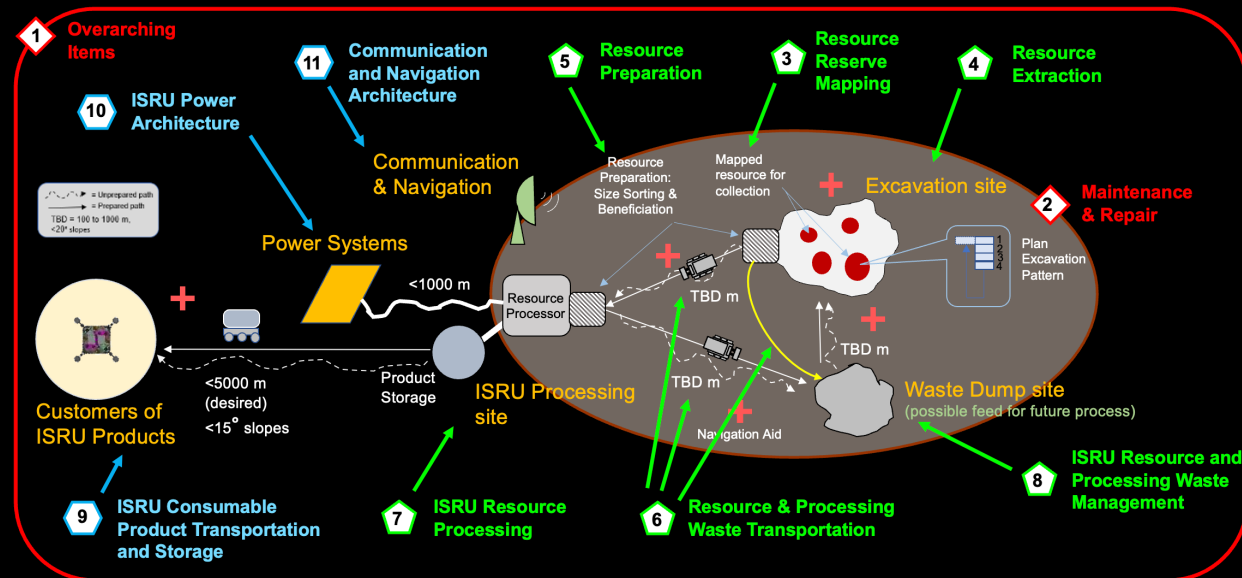 1
Overarching
Items
11
Communication
and Navigation
Architecture
5
Resource
Preparation
3
Resource
Reserve
Mapping
4
Resource
Extraction
10
ISRU Power
Architecture
Communication
& Navigation
Resource
Preparation:
Size Sorting &
Beneficiation
Mapped
resource for
collection
Excavation site
2
Maintenance
& Repair
= Unprepared path
= Prepared path
TBD = 100 to 1000 m,
<20° slopes
Power Systems
<1000 m
Resource
Processor
TBD m
1
2
3
4
Plan
Excavation
Pattern
TBD m
TBD m
Product
Storage
ISRU Processing
site
<5000 m
(desired)
<15° slopes
Customers of
ISRU Products
Waste Dump site
(possible feed for future process)
Navigation Aid
9
ISRU Consumable
Product Transportation
and Storage
7
ISRU Resource
Processing
6
Resource & Processing
Waste Transportation
8
ISRU Resource and
Processing Waste
Management